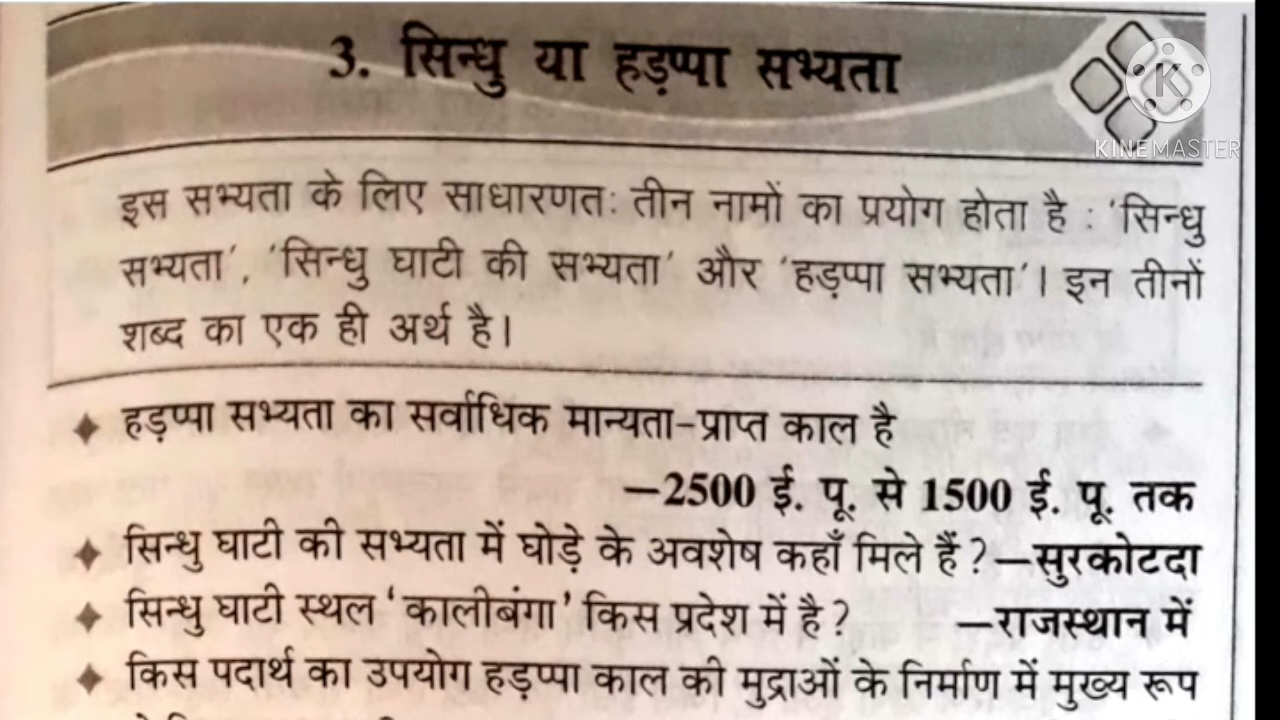 3. सिन्धु या हड़प्पा सभ्यता
KINEMASTER
इस सभ्यता के लिए साधारणतः तीन नामों का प्रयोग होता है : 'सिन्धु
सभ्यता', 'सिन्धु घाटी की सभ्यता' और 'हड़प्पा सभ्यता'। इन तीनों
शब्द का एक ही अर्थ है।
हड़प्पा सभ्यता का सर्वाधिक मान्यता-प्राप्त काल है
—2500 ई. पू. से 1500 ई. पू. तक
सिन्धु घाटी की सभ्यता में घोड़े के अवशेष कहाँ मिले हैं? —सुरकोटदा
सिन्धु घाटी स्थल 'कालीबंगा' किस प्रदेश में है? —राजस्थान में
किस पदार्थ का उपयोग हड़प्पा काल की मुद्राओं के निर्माण में मुख्य रूप